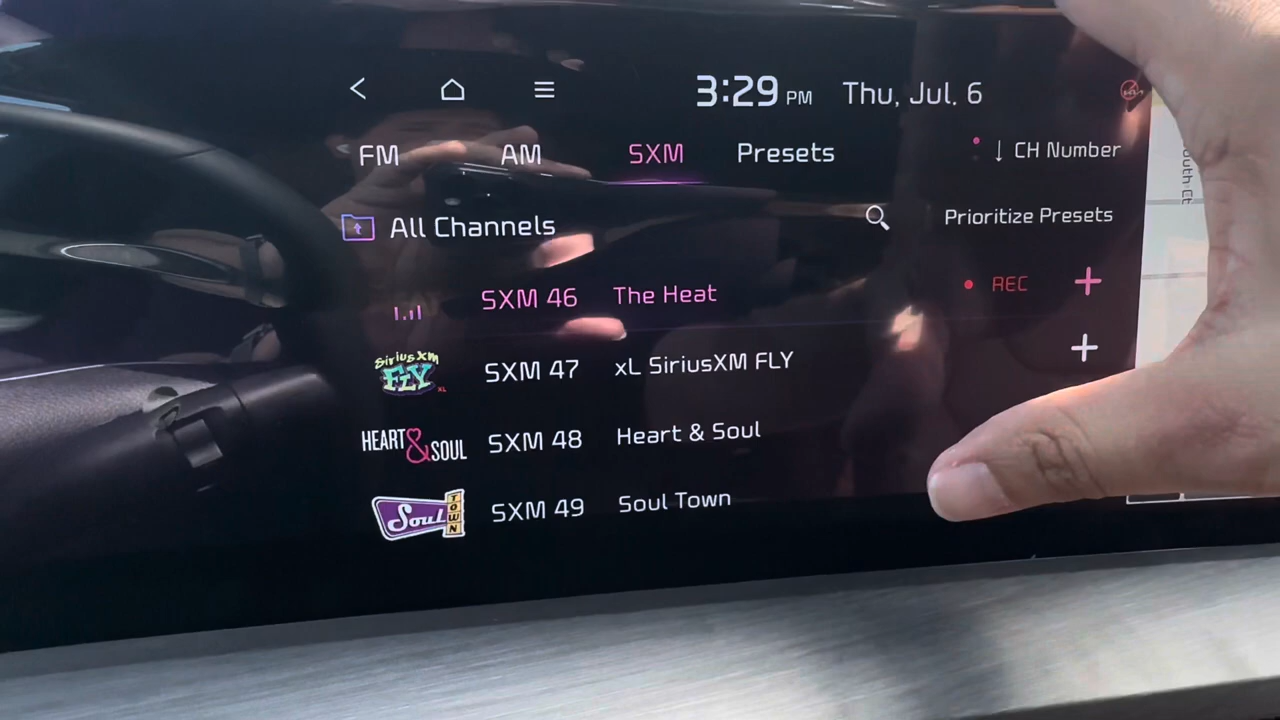 3:29 PM Thu, Jul. 6
FM AM SXM Presets ↓ CH Number
All Channels Prioritize Presets
SXM 46 The Heat REC +
SiriusXM FLY XL SXM 47 xL SiriusXM FLY +
HEART & SOUL SXM 48 Heart & Soul
Soul TOWN SXM 49 Soul Town
outh Ct